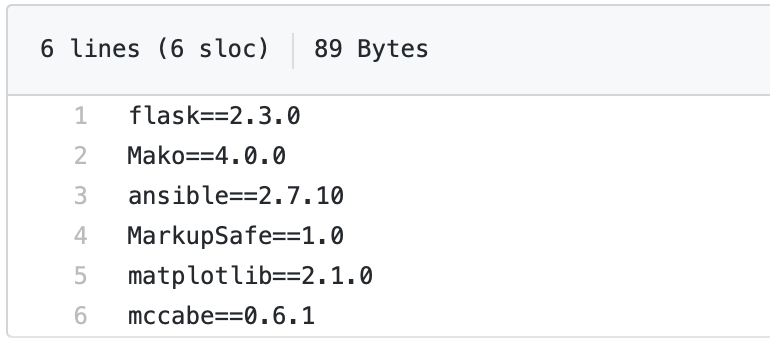 6 lines (6 sloc) 89 Bytes
1 flask==2.3.0
2 Mako==4.0.0
3 ansible==2.7.10
4 MarkupSafe==1.0
5 matplotlib==2.1.0
6 mccabe==0.6.1